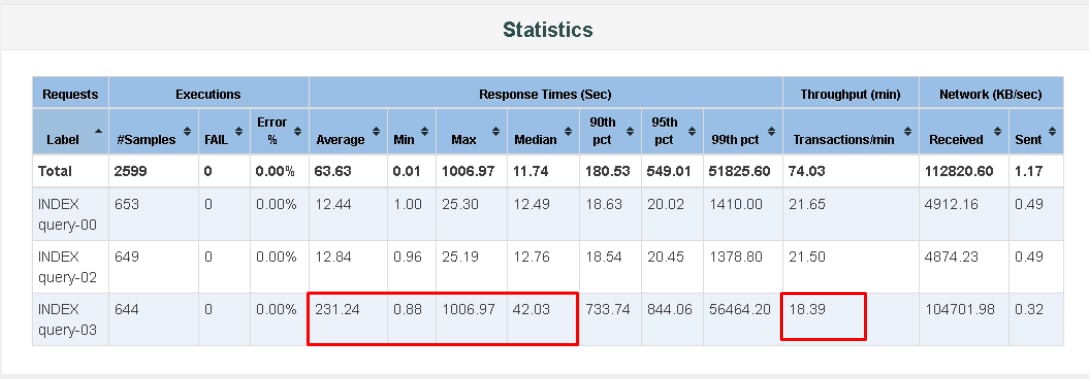 Statistics
Requests Executions Response Times (Sec) Throughput (min) Network (KB/sec)
Label #Samples FAIL Error % Average Min Max Median 90th pct 95th pct 99th pct Transactions/min Received Sent
Total 2599 0 0.00% 63.63 0.01 1006.97 11.74 180.53 549.01 51825.60 74.03 112820.60 1.17
INDEX query-00 653 0 0.00% 12.44 1.00 25.30 12.49 18.63 20.02 1410.00 21.65 4912.16 0.49
INDEX query-02 649 0 0.00% 12.84 0.96 25.19 12.76 18.54 20.45 1378.80 21.50 4874.23 0.49
INDEX query-03 644 0 0.00% 231.24 0.88 1006.97 42.03 733.74 844.06 56464.20 18.39 104701.98 0.32